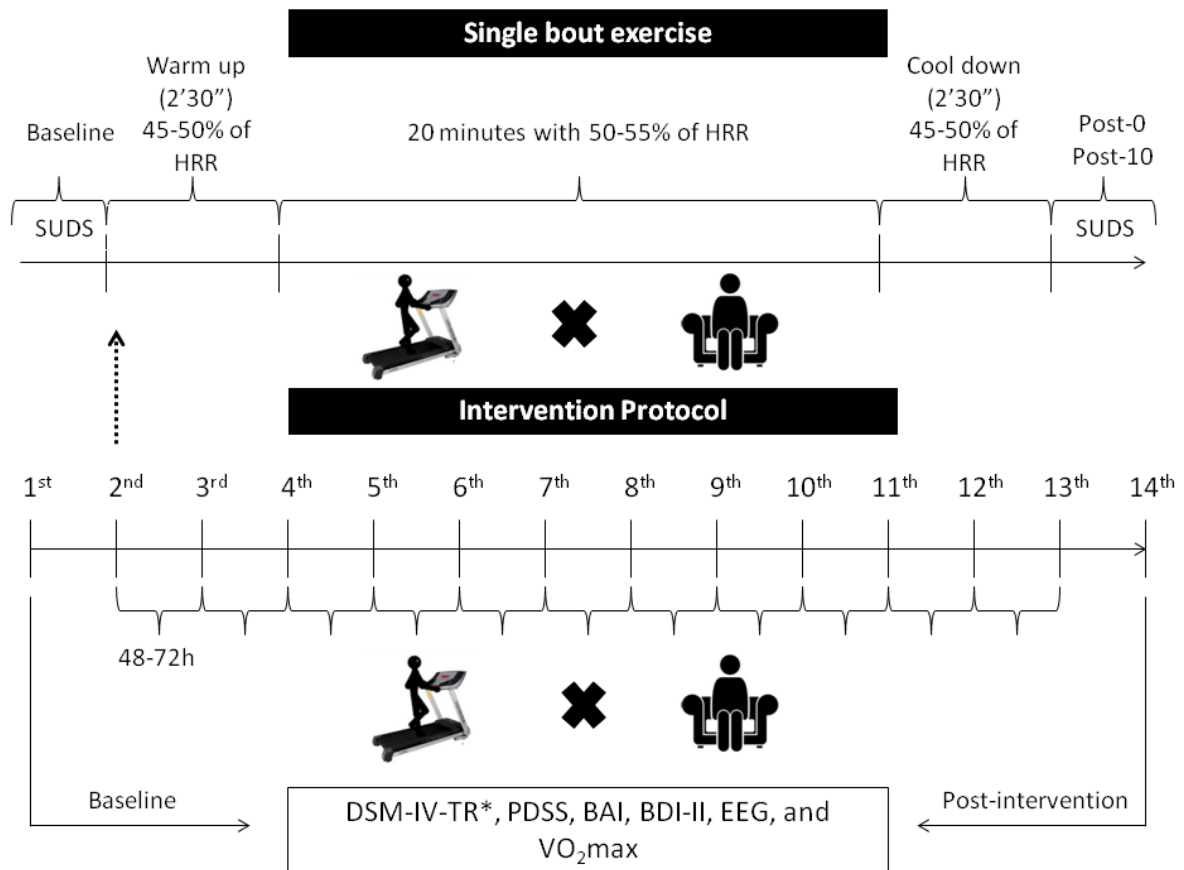 Single bout exercise
Warm up
(2’30”)
45-50% of
HRR
Cool down
(2’30”)
45-50% of
HRR
Baseline
20 minutes with 50-55% of HRR
Post-0
Post-10
SUDS
SUDS
Intervention Protocol
1st 2nd 3rd 4th 5th 6th 7th 8th 9th 10th 11th 12th 13th 14th
48-72h
Baseline
DSM-IV-TR*, PDSS, BAI, BDI-II, EEG, and
VO₂max
Post-intervention